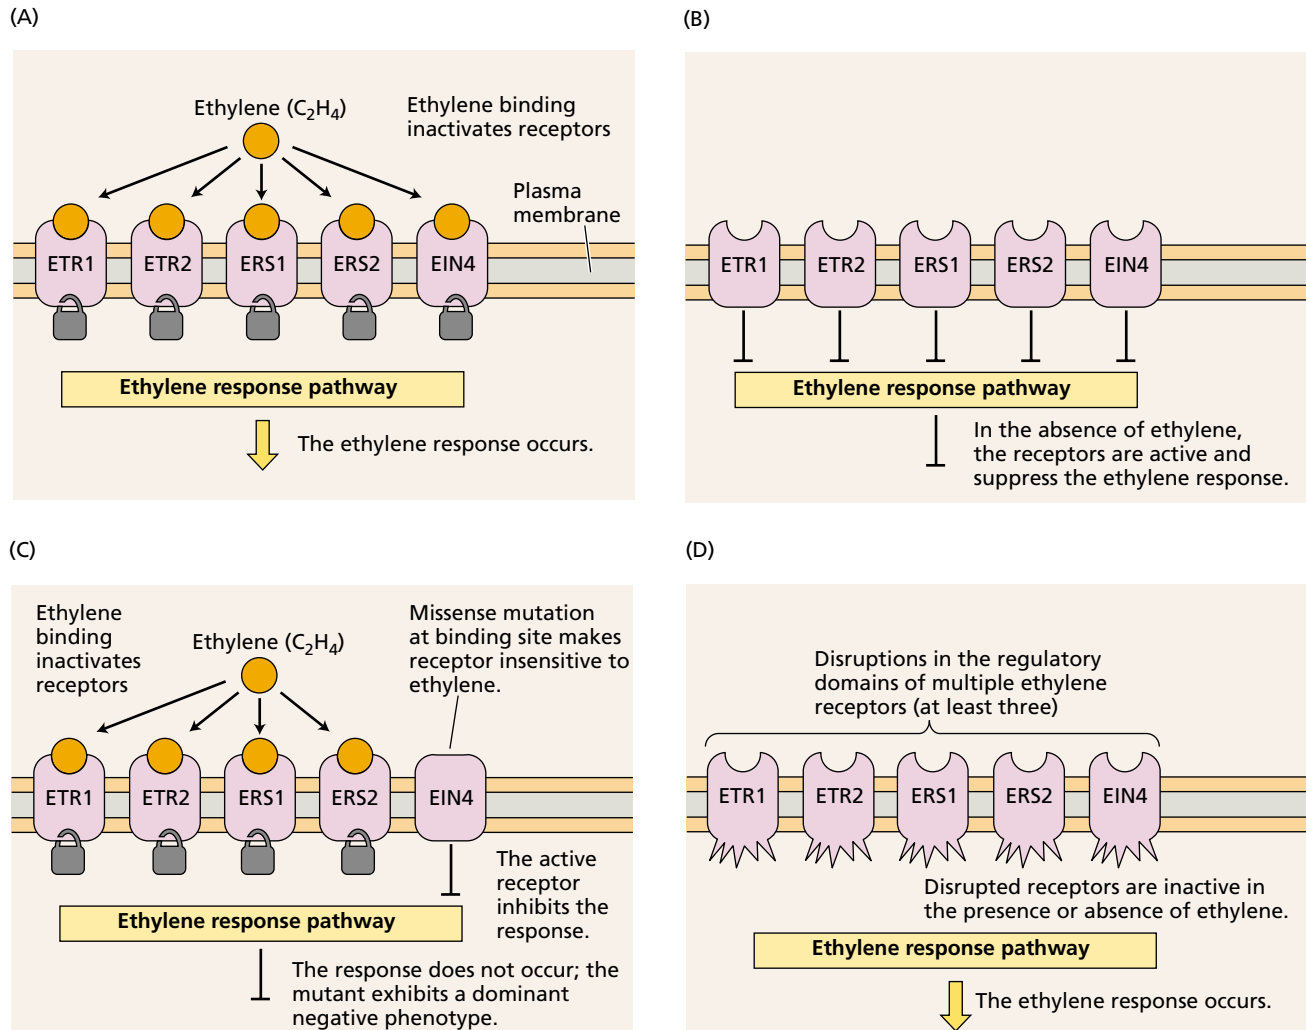 (A)
Ethylene (C₂H₄)
Ethylene binding
inactivates receptors
Plasma
membrane
ETR1
ETR2
ERS1
ERS2
EIN4
Ethylene response pathway
The ethylene response occurs.
(B)
ETR1
ETR2
ERS1
ERS2
EIN4
Ethylene response pathway
In the absence of ethylene,
the receptors are active and
suppress the ethylene response.
(C)
Ethylene
binding
inactivates
receptors
Ethylene (C₂H₄)
Missense mutation
at binding site makes
receptor insensitive to
ethylene.
ETR1
ETR2
ERS1
ERS2
EIN4
The active
receptor
inhibits the
response.
Ethylene response pathway
The response does not occur; the
mutant exhibits a dominant
negative phenotype.
(D)
Disruptions in the regulatory
domains of multiple ethylene
receptors (at least three)
ETR1
ETR2
ERS1
ERS2
EIN4
Disrupted receptors are inactive in
the presence or absence of ethylene.
Ethylene response pathway
The ethylene response occurs.